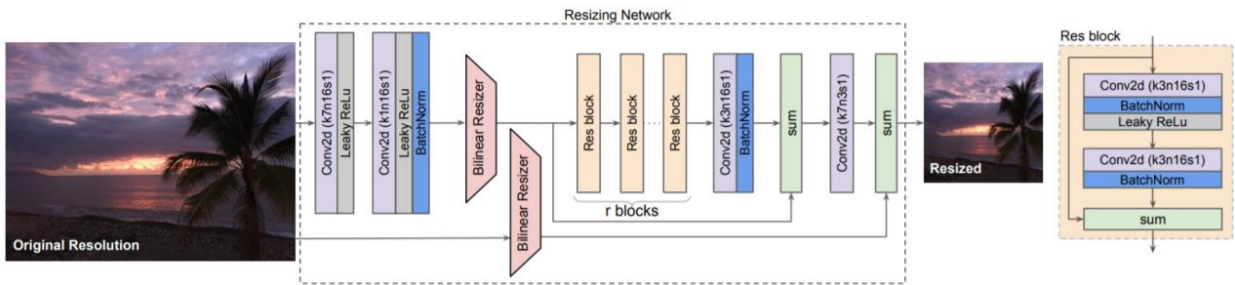 Resizing Network
Original Resolution
Conv2d (k7n16s1)
Leaky ReLu
Conv2d (k1n16s1)
Leaky ReLu
BatchNorm
Bilinear Resizer
Bilinear Resizer
Res block
Res block
...
Res block
r blocks
Conv2d (k3n16s1)
BatchNorm
sum
Conv2d (k7n3s1)
sum
Resized
Res block
Conv2d (k3n16s1)
BatchNorm
Leaky ReLu
Conv2d (k3n16s1)
BatchNorm
sum